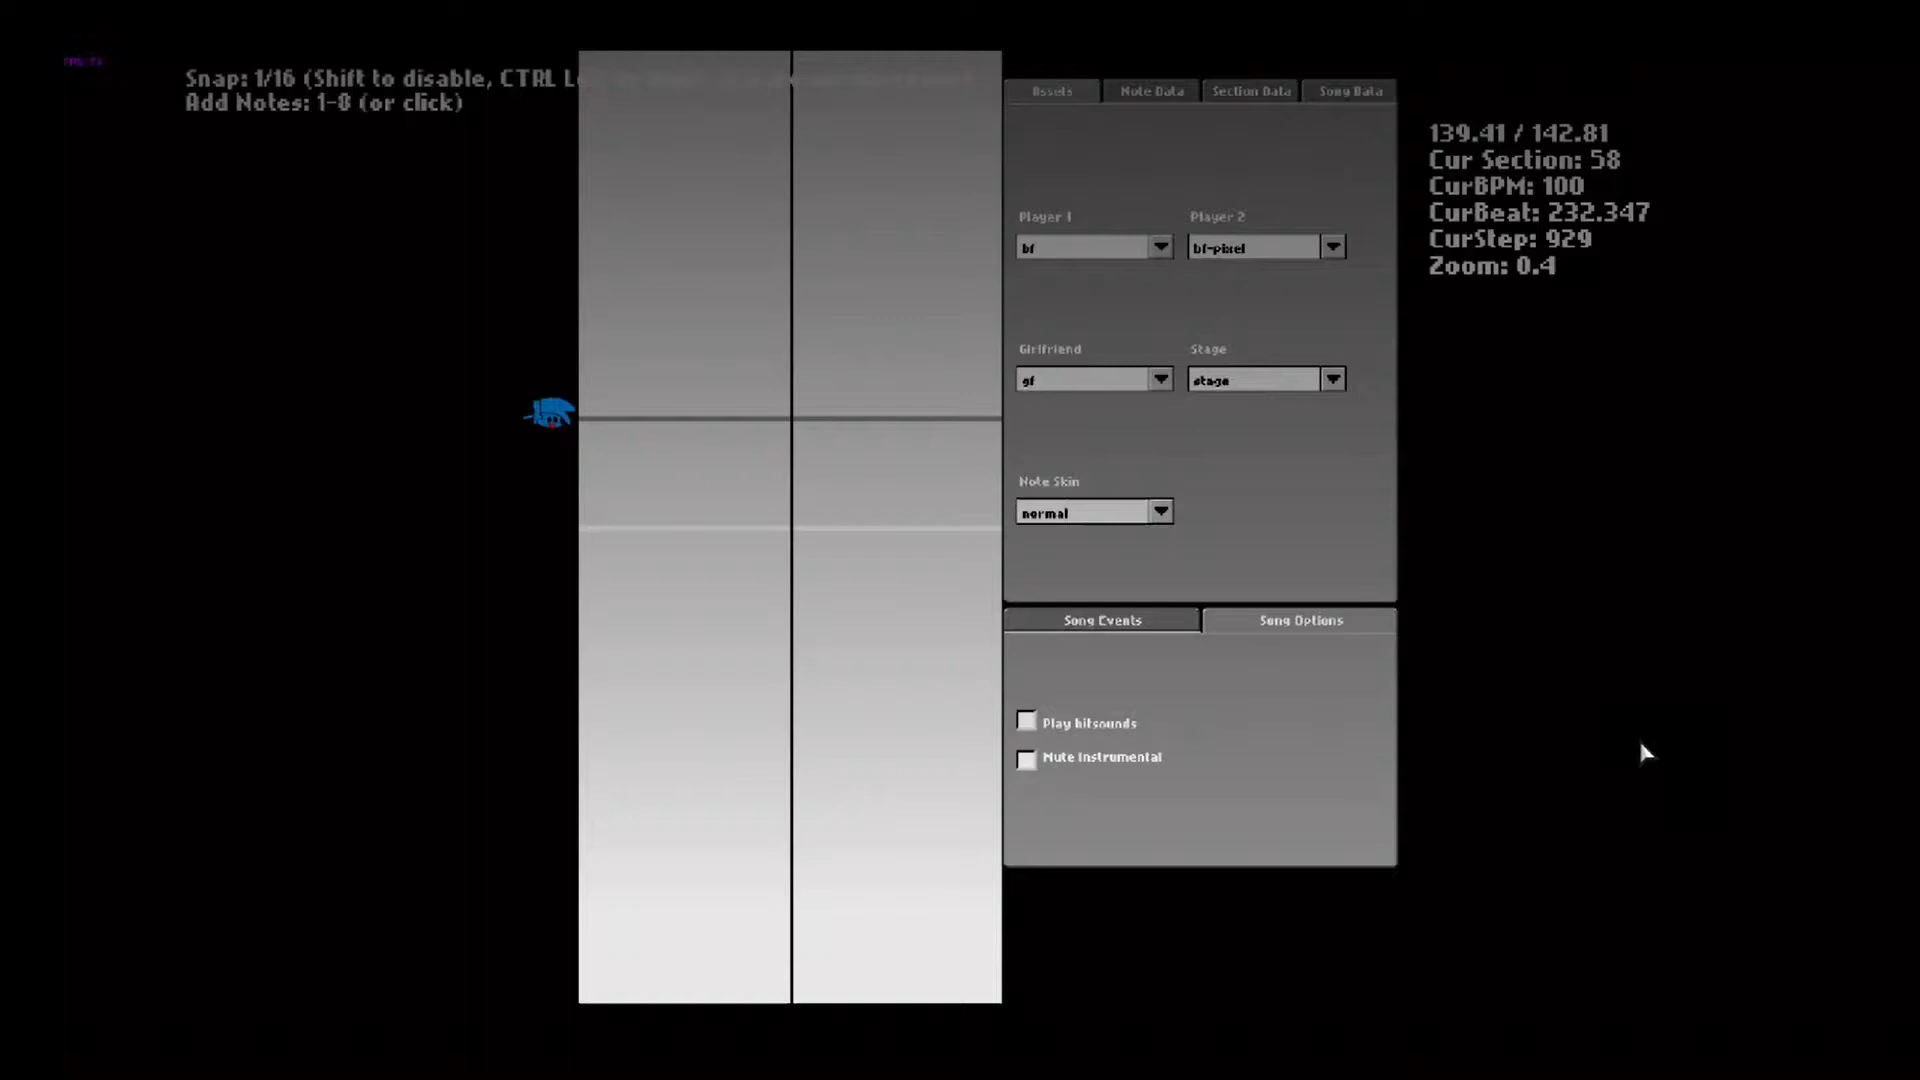 Snap: 1/16 (Shift to disable, CTRL L
Add Notes: 1-8 (or click)
Assets
Note Data
Section Data
Song Data
139.41 / 142.81
Cur Section: 58
CurBPM: 100
CurBeat: 232.347
CurStep: 929
Zoom: 0.4
Player 1
Player 2
bf
bf-pixel
Girlfriend
Stage
gf
stage
Note Skin
normal
Song Events
Song Options
Play hitsounds
Mute Instrumental